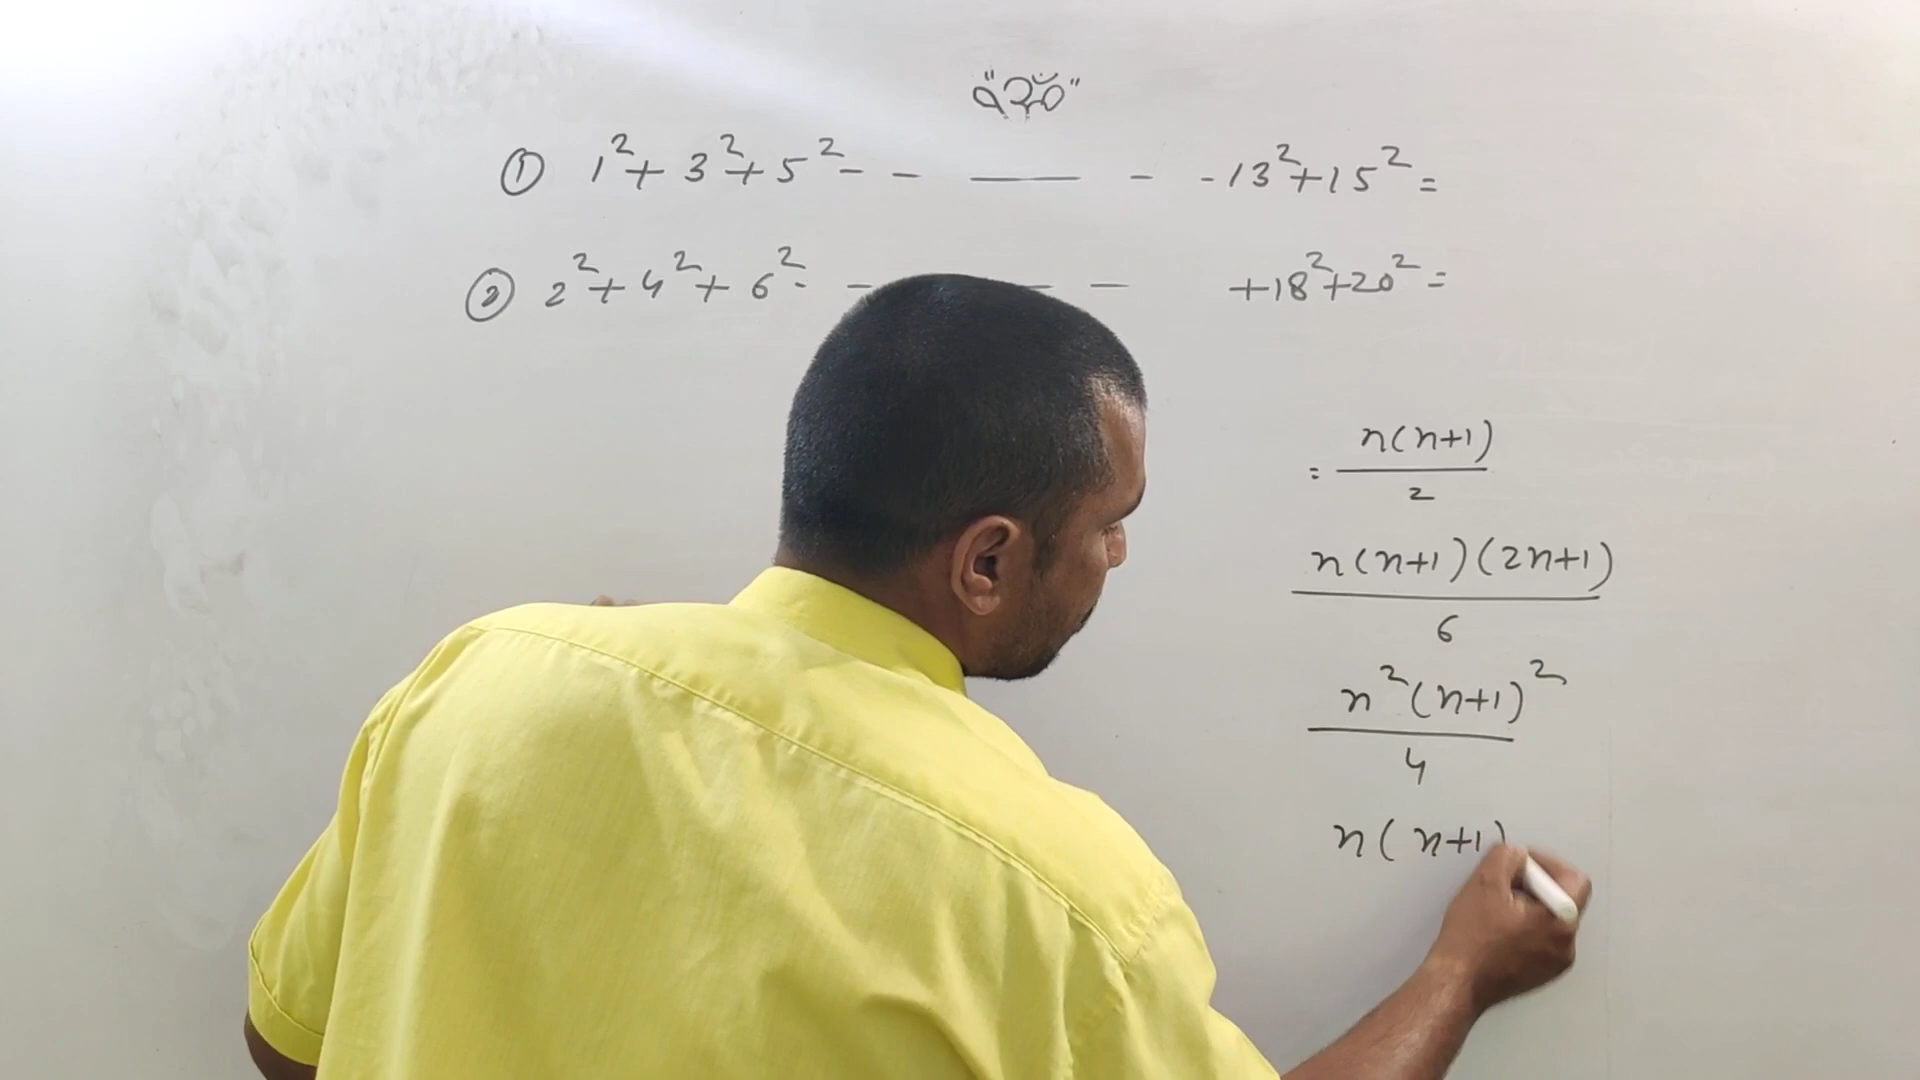 ① 1² + 3² + 5² - - — - - 13² + 15² =
② 2² + 4² + 6² - - - - + 18² + 20² =
= n(n+1)/2
n(n+1)(2n+1)/6
n²(n+1)²/4
n(n+1)